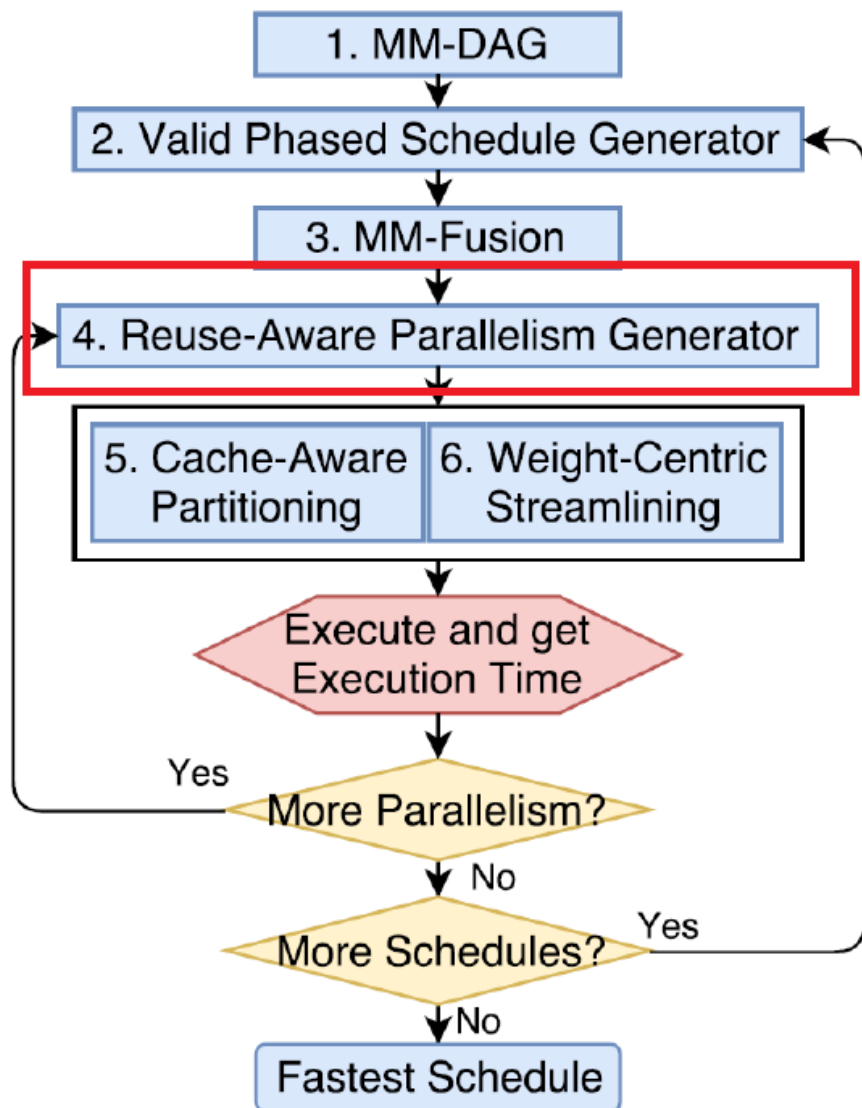 1. MM-DAG
2. Valid Phased Schedule Generator
3. MM-Fusion
4. Reuse-Aware Parallelism Generator
5. Cache-Aware
Partitioning
6. Weight-Centric
Streamlining
Execute and get
Execution Time
Yes
More Parallelism?
No
More Schedules?
Yes
No
Fastest Schedule